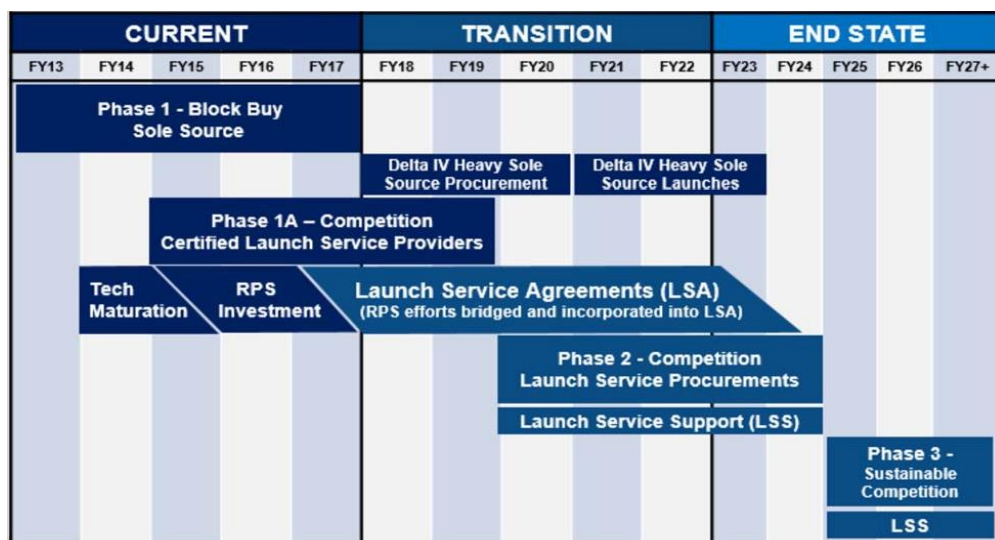 CURRENT TRANSITION END STATE
FY13 FY14 FY15 FY16 FY17 FY18 FY19 FY20 FY21 FY22 FY23 FY24 FY25 FY26 FY27+
Phase 1 - Block Buy
Sole Source
Delta IV Heavy Sole
Source Procurement
Delta IV Heavy Sole
Source Launches
Phase 1A – Competition
Certified Launch Service Providers
Tech
Maturation
RPS
Investment
Launch Service Agreements (LSA)
(RPS efforts bridged and incorporated into LSA)
Phase 2 - Competition
Launch Service Procurements
Launch Service Support (LSS)
Phase 3 -
Sustainable
Competition
LSS